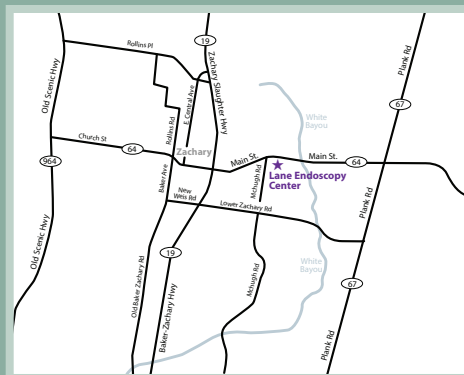 Rollins Pl
19
Zachary Slaughter Hwy
Plank Rd
Old Scenic Hwy
E. Central Ave
67
White
Bayou
Rollins Rd
Church St
64
Zachary
Main St.
Main St.
64
964
Lane Endoscopy
Center
Baker Ave
New
Weis Rd
Mchugh Rd
Lower Zachary Rd
Plank Rd
Old Scenic Hwy
19
White
Bayou
Old Baker Zachary Rd
Baker-Zachary Hwy
Mchugh Rd
67
Plank Rd